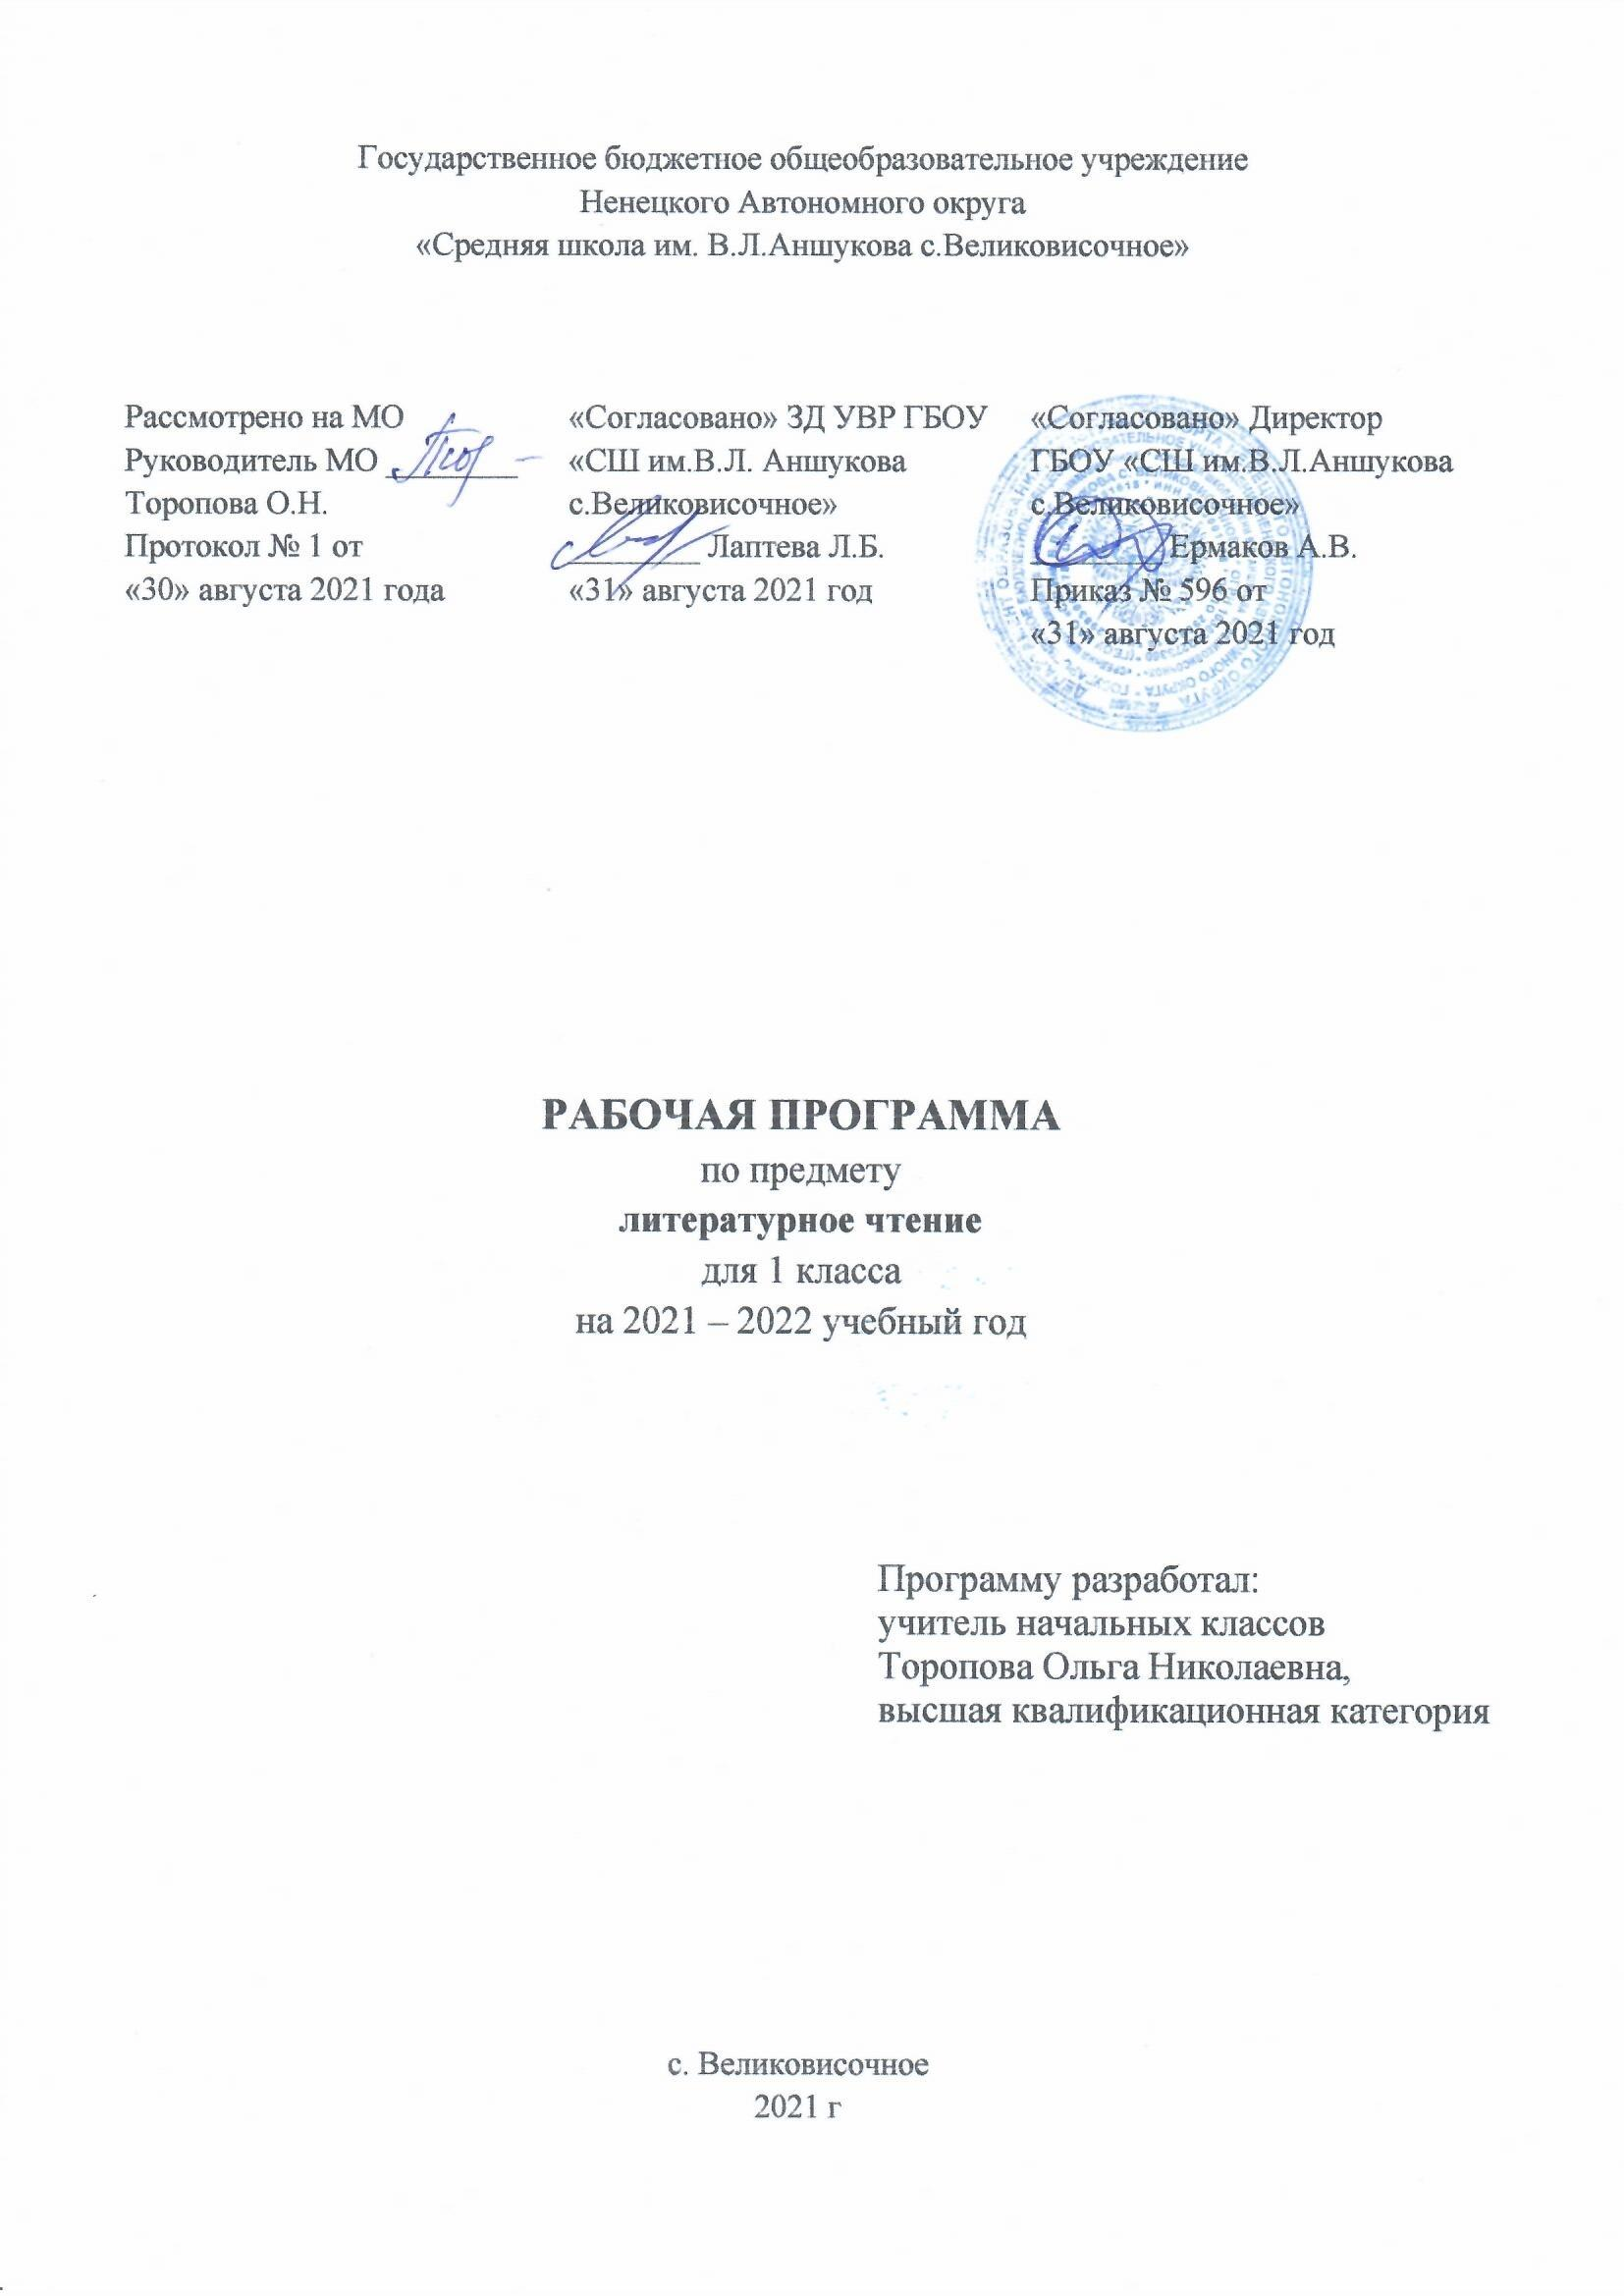 Государственное бюджетное общеобразовательное учреждение
Ненецкого Автономного округа
«Средняя школа им. В.Л.Аншукова с.Великовисочное»
Рассмотрено на МО
Руководитель МО ________
Торопова О.Н.
Протокол № 1 от
«30» августа 2021 года
«Согласовано» ЗД УВР ГБОУ
«СШ им.В.Л. Аншукова
с.Великовисочное»
________Лаптева Л.Б.
«31» августа 2021 год
«Согласовано» Директор
ГБОУ «СШ им.В.Л.Аншукова
с.Великовисочное»
________Ермаков А.В.
Приказ № 596 от
«31» августа 2021 год
РАБОЧАЯ ПРОГРАММА
по предмету
литературное чтение
для 1 класса
на 2021 – 2022 учебный год
Программу разработал:
учитель начальных классов
Торопова Ольга Николаевна,
высшая квалификационная категория
с. Великовисочное
2021 г